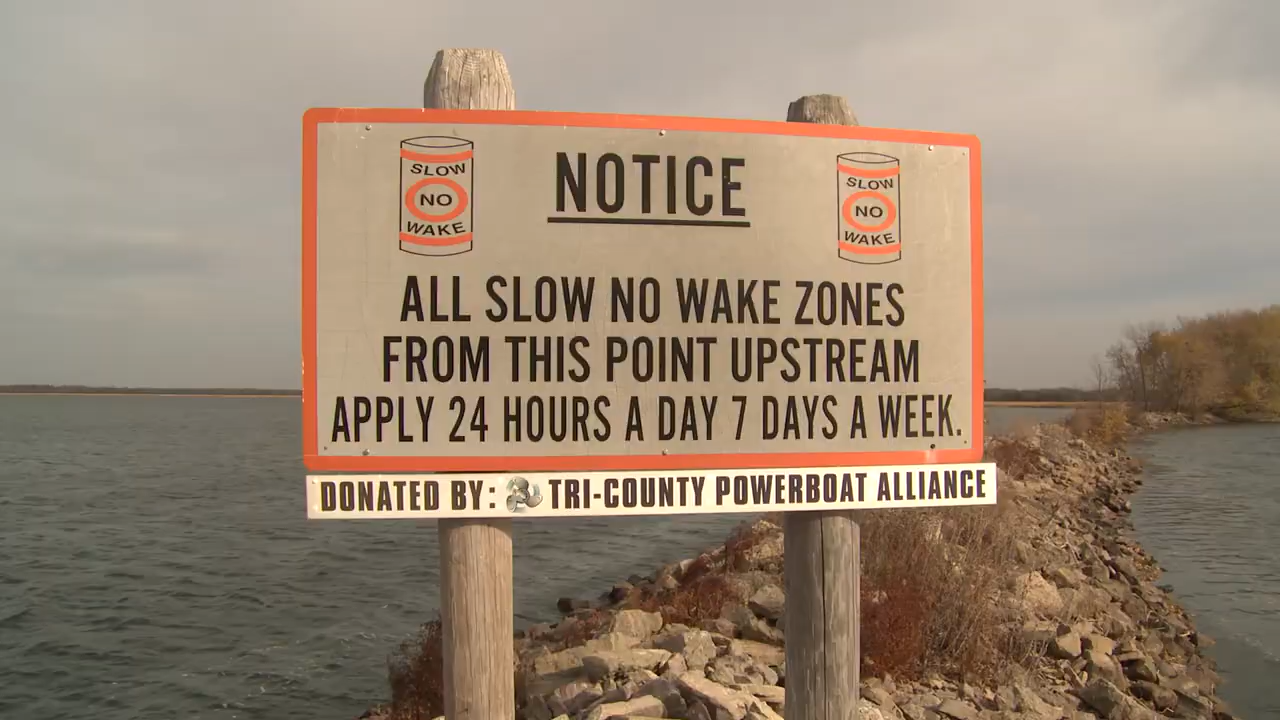 NOTICE
SLOW
NO
WAKE
SLOW
NO
WAKE
ALL SLOW NO WAKE ZONES
FROM THIS POINT UPSTREAM
APPLY 24 HOURS A DAY 7 DAYS A WEEK.
DONATED BY: TRI-COUNTY POWERBOAT ALLIANCE